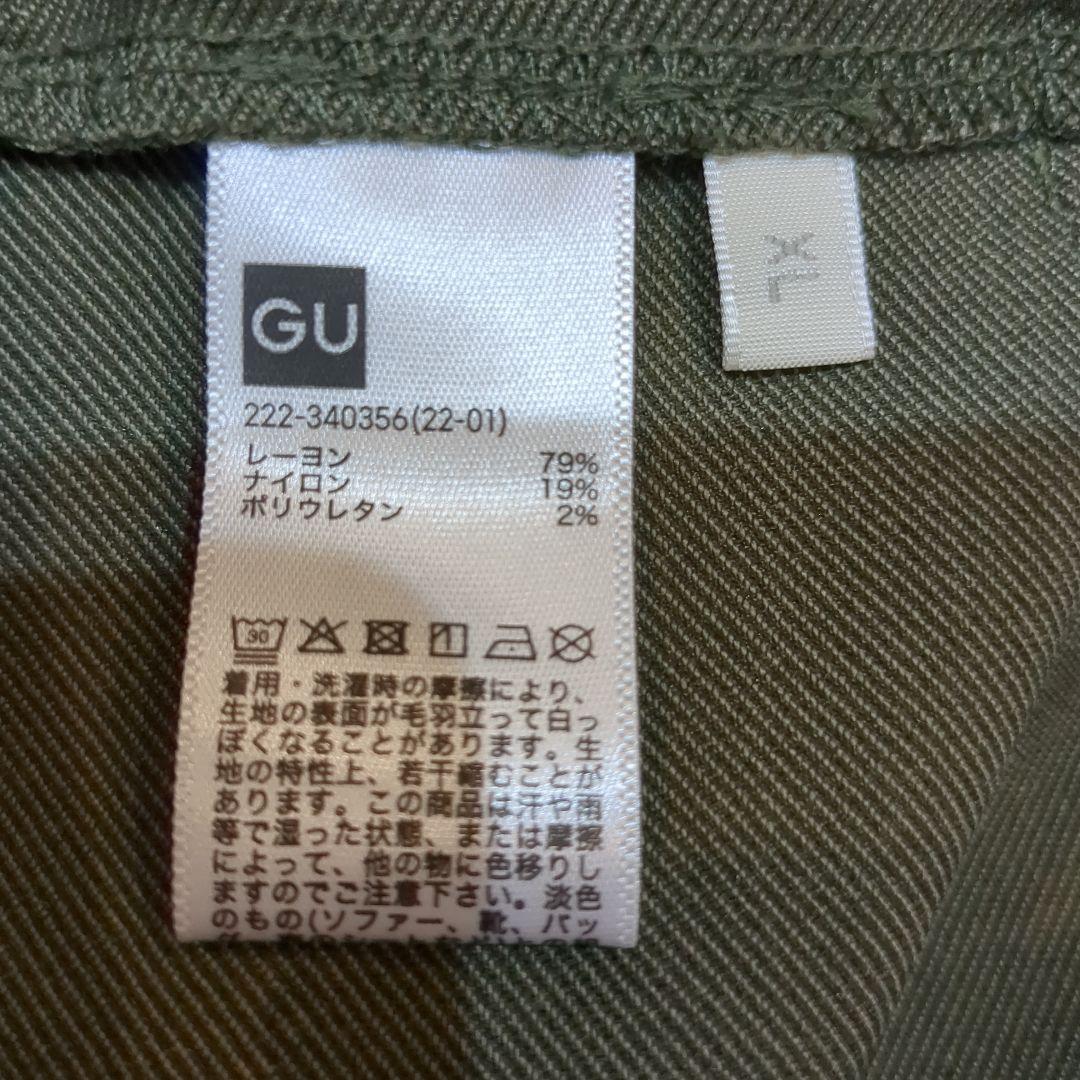 GU
XL
222-340356(22-01)
レーヨン 79%
ナイロン 19%
ポリウレタン 2%
30
着用・洗濯時の摩擦により、
生地の表面が毛羽立って白っ
ぽくなることがあります。生
地の特性上、若干縮むことが
あります。この商品は汗や雨
等で湿った状態、または摩擦
によって、他の物に色移りし
ますのでご注意下さい。淡色
のもの(ソファー、靴、バッ